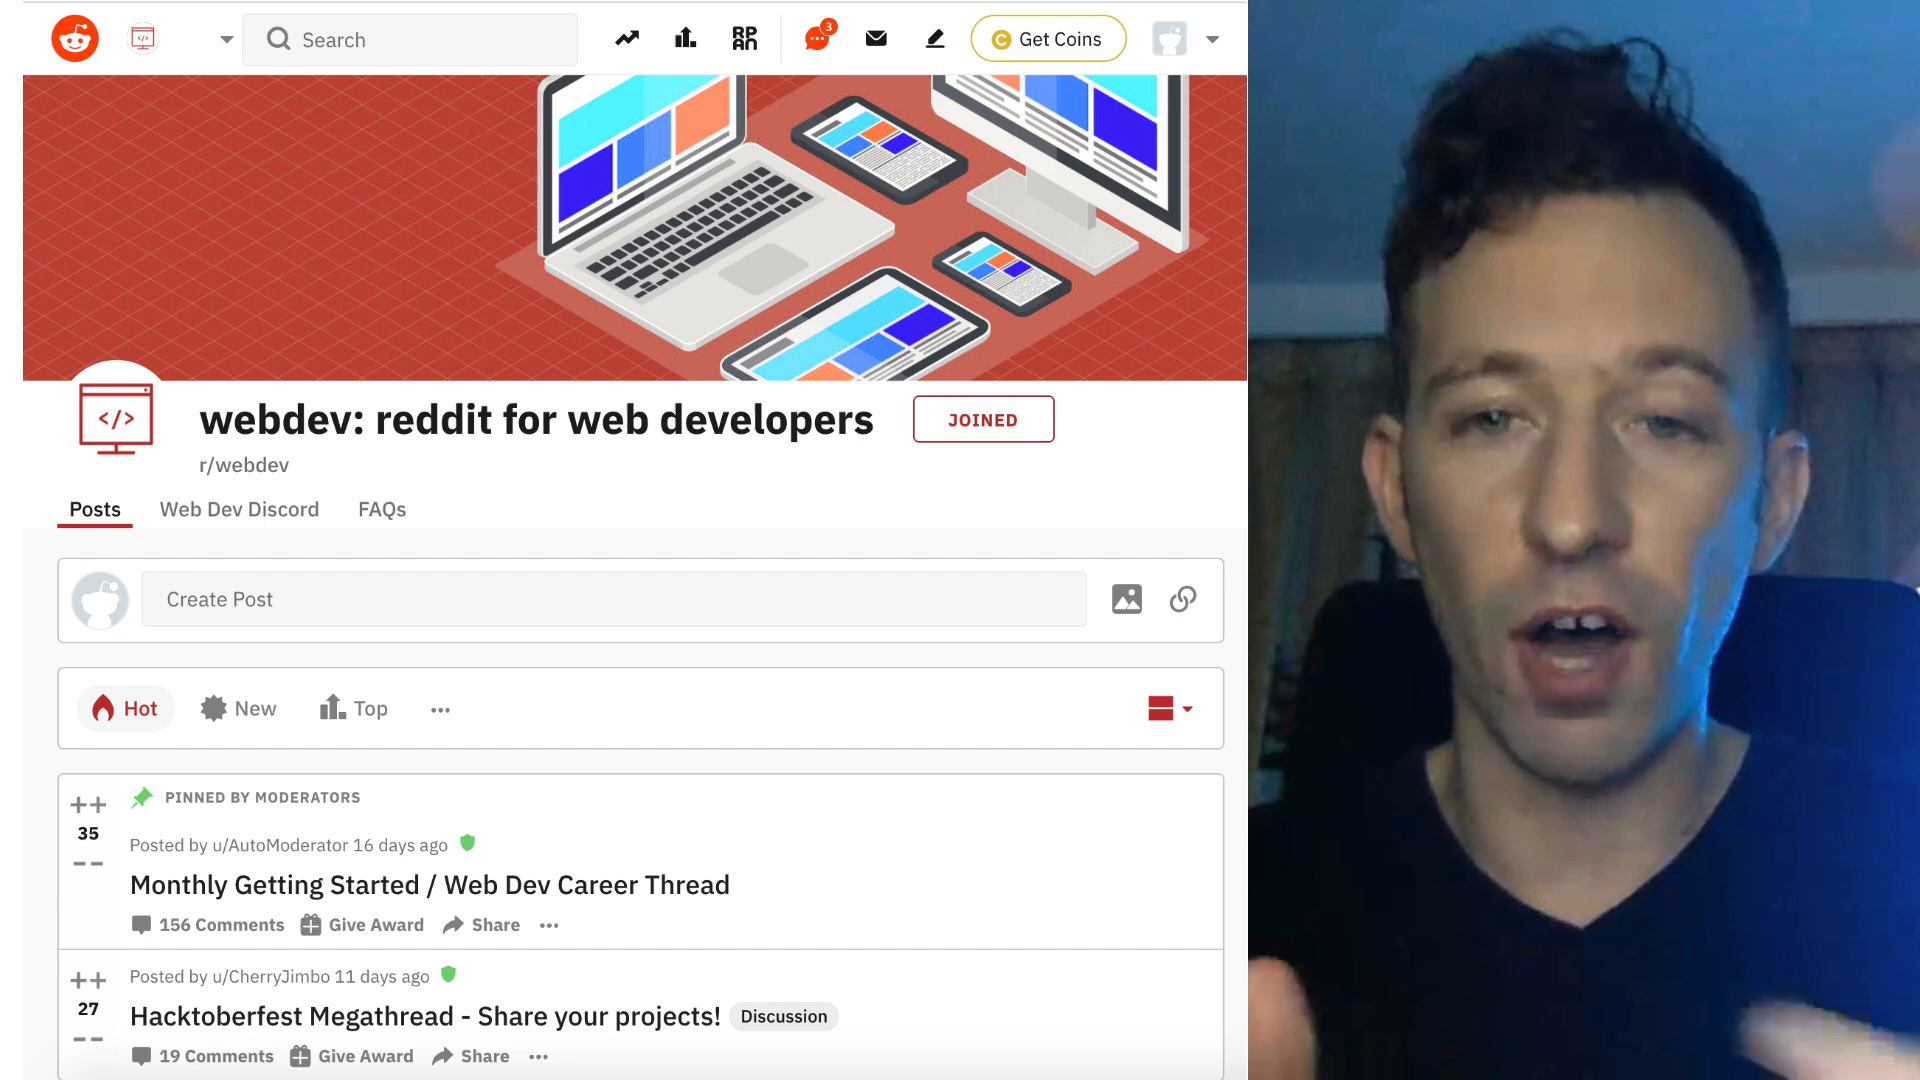 Search
RPAN
3
Get Coins
webdev: reddit for web developers
JOINED
r/webdev
Posts
Web Dev Discord
FAQs
Create Post
Hot
New
Top
PINNED BY MODERATORS
35
Posted by u/AutoModerator 16 days ago
Monthly Getting Started / Web Dev Career Thread
156 Comments
Give Award
Share
Posted by u/CherryJimbo 11 days ago
27
Hacktoberfest Megathread - Share your projects!
Discussion
19 Comments
Give Award
Share